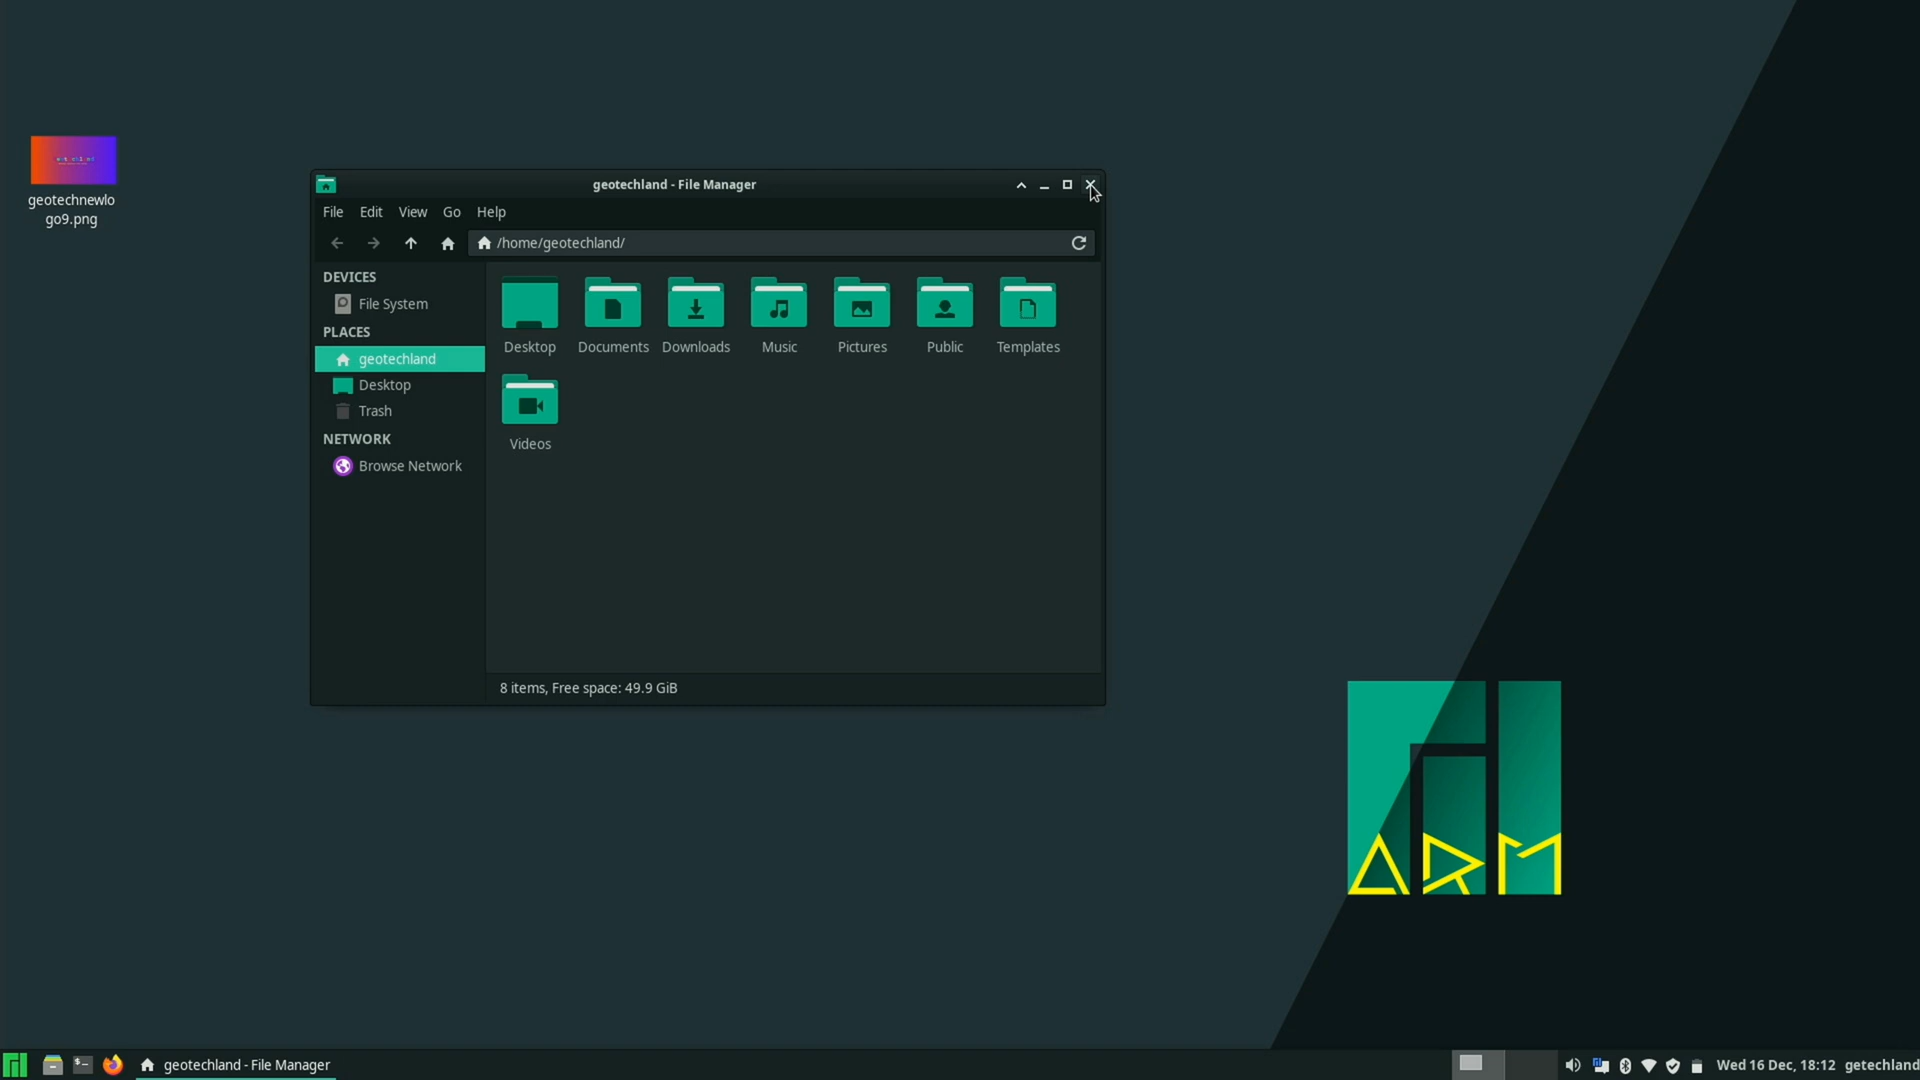 geotechnewlo
go9.png
geotechland - File Manager
File Edit View Go Help
/home/geotechland/
DEVICES
File System
PLACES
geotechland
Desktop
Trash
NETWORK
Browse Network
Desktop Documents Downloads Music Pictures Public Templates
Videos
8 items, Free space: 49.9 GiB
ARM
geotechland - File Manager
Wed 16 Dec, 18:12 getechland